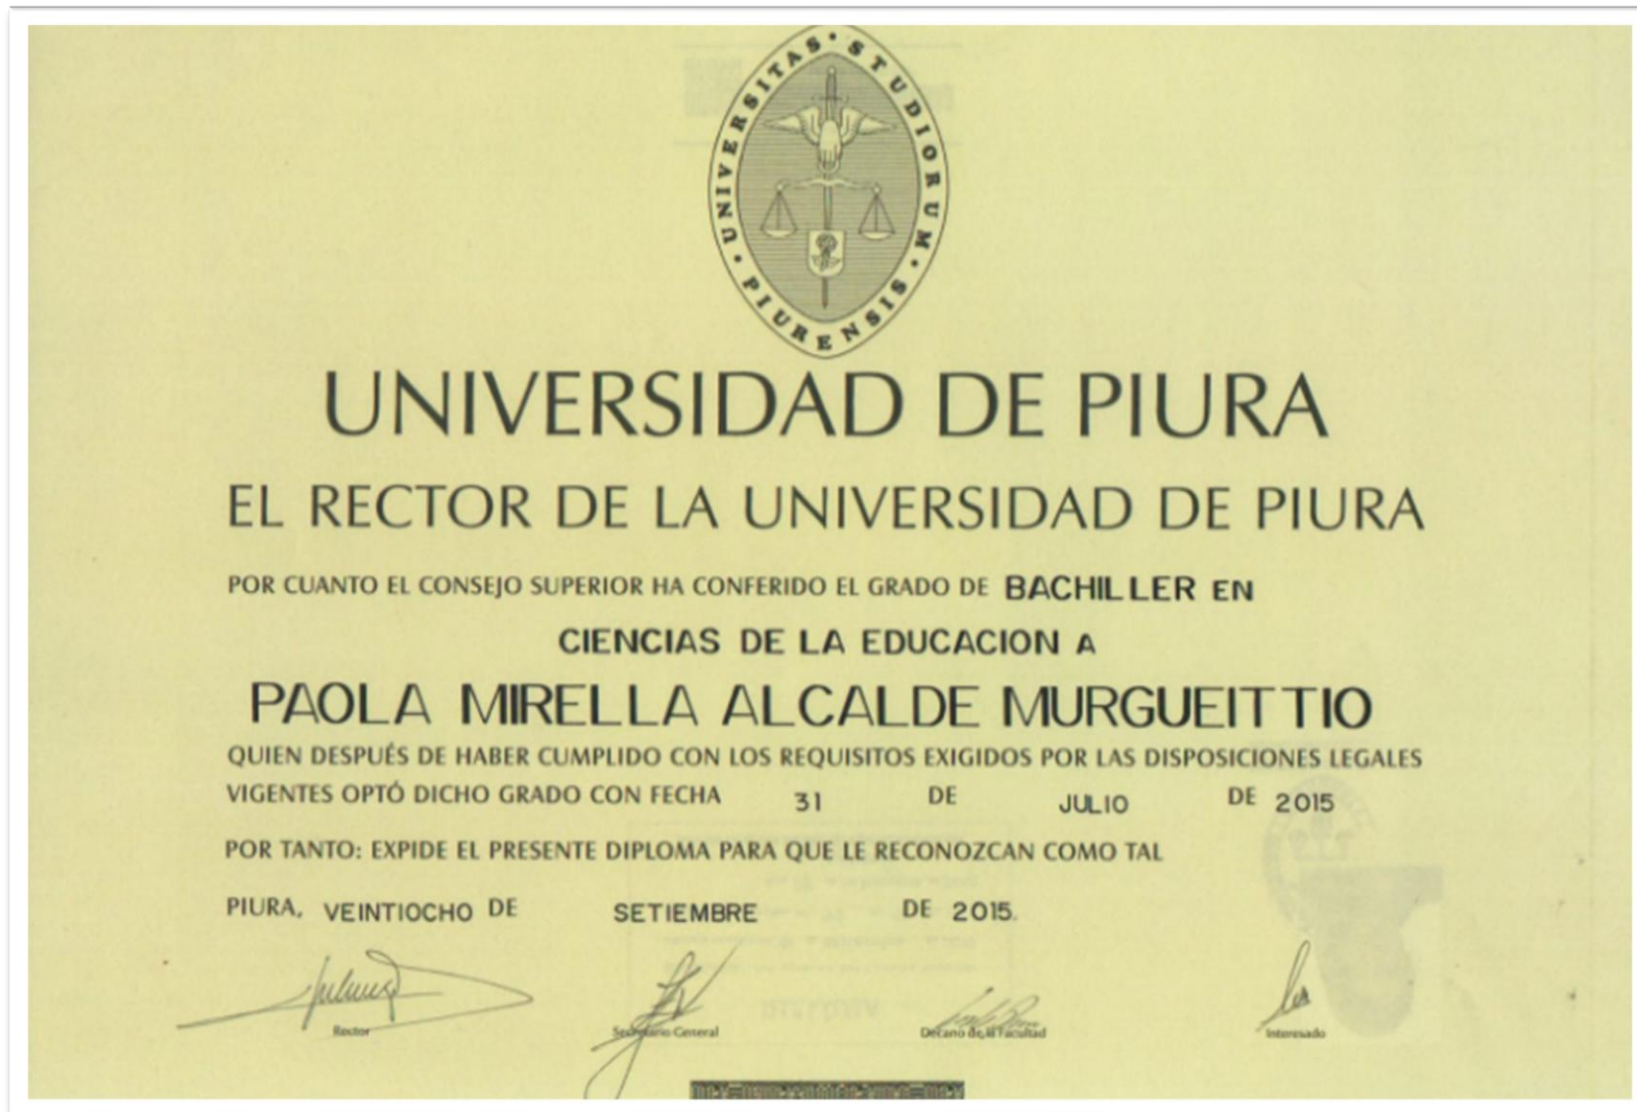 UNIVERSITAS • STUDIORUM • PIURENSIS •
UNIVERSIDAD DE PIURA
EL RECTOR DE LA UNIVERSIDAD DE PIURA
POR CUANTO EL CONSEJO SUPERIOR HA CONFERIDO EL GRADO DE BACHILLER EN
CIENCIAS DE LA EDUCACION A
PAOLA MIRELLA ALCALDE MURGUEITTIO
QUIEN DESPUÉS DE HABER CUMPLIDO CON LOS REQUISITOS EXIGIDOS POR LAS DISPOSICIONES LEGALES
VIGENTES OPTÓ DICHO GRADO CON FECHA 31 DE JULIO DE 2015
POR TANTO: EXPIDE EL PRESENTE DIPLOMA PARA QUE LE RECONOZCAN COMO TAL
PIURA, VEINTIOCHO DE SETIEMBRE DE 2015.
Rector Secretario General Decano de la Facultad Interesado